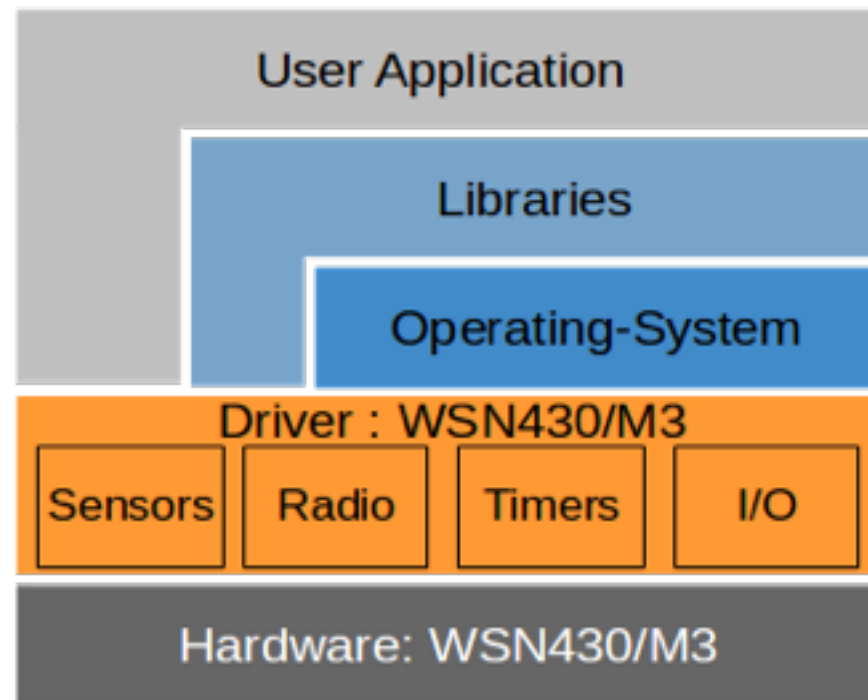 User Application
Libraries
Operating-System
Driver : WSN430/M3
Sensors
Radio
Timers
I/O
Hardware: WSN430/M3